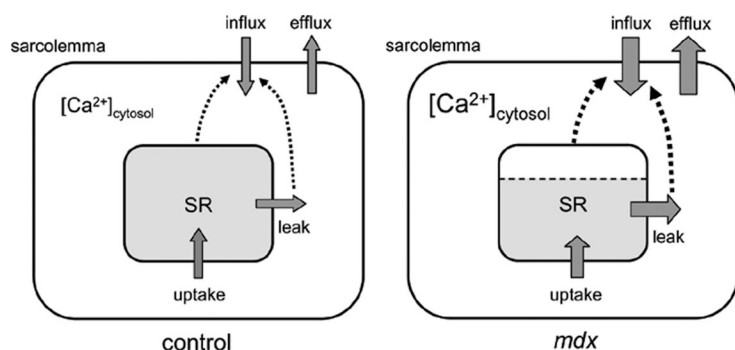 influx efflux
sarcolemma
[Ca²⁺]cytosol
SR
leak
uptake
control
influx efflux
sarcolemma
[Ca²⁺]cytosol
SR
leak
uptake
mdx